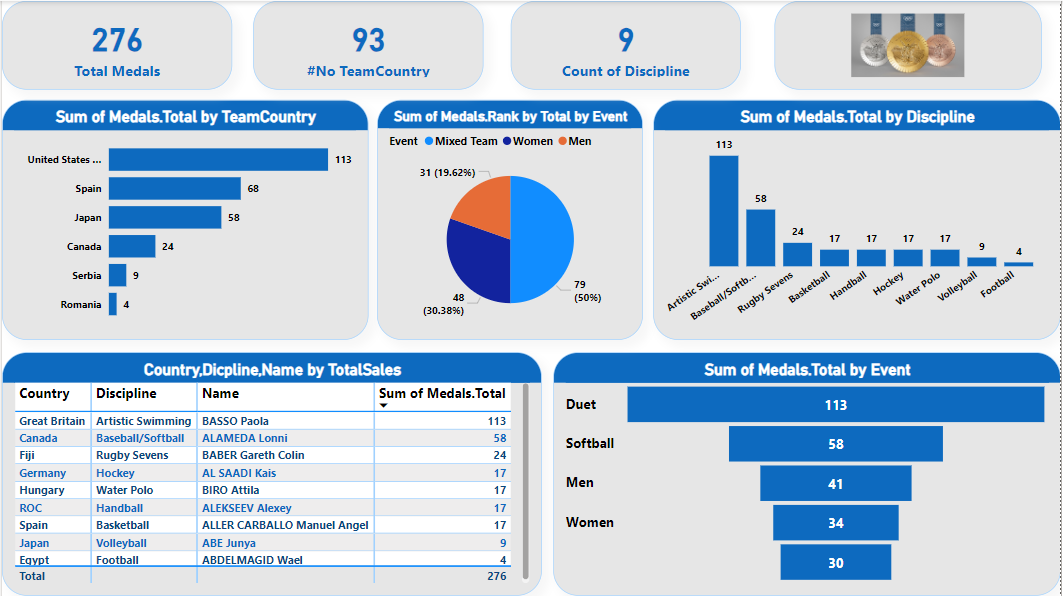 276
Total Medals
93
#No TeamCountry
9
Count of Discipline
Sum of Medals.Total by TeamCountry
United States ... 113
Spain 68
Japan 58
Canada 24
Serbia 9
Romania 4
Sum of Medals.Rank by Total by Event
Event Mixed Team Women Men
31 (19.62%)
79
(50%)
48
(30.38%)
Sum of Medals.Total by Discipline
113
58
24
17
17
17
17
9
4
Artistic Swi...
Baseball/Softb...
Rugby Sevens
Basketball
Handball
Hockey
Water Polo
Volleyball
Football
Country,Dicpline,Name by TotalSales
Country Discipline Name Sum of Medals.Total
Great Britain Artistic Swimming BASSO Paola 113
Canada Baseball/Softball ALAMEDA Lonni 58
Fiji Rugby Sevens BABER Gareth Colin 24
Germany Hockey AL SAADI Kais 17
Hungary Water Polo BIRO Attila 17
ROC Handball ALEKSEEV Alexey 17
Spain Basketball ALLER CARBALLO Manuel Angel 17
Japan Volleyball ABE Junya 9
Egypt Football ABDELMAGID Wael 4
Total 276
Sum of Medals.Total by Event
Duet 113
Softball 58
Men 41
Women 34
30